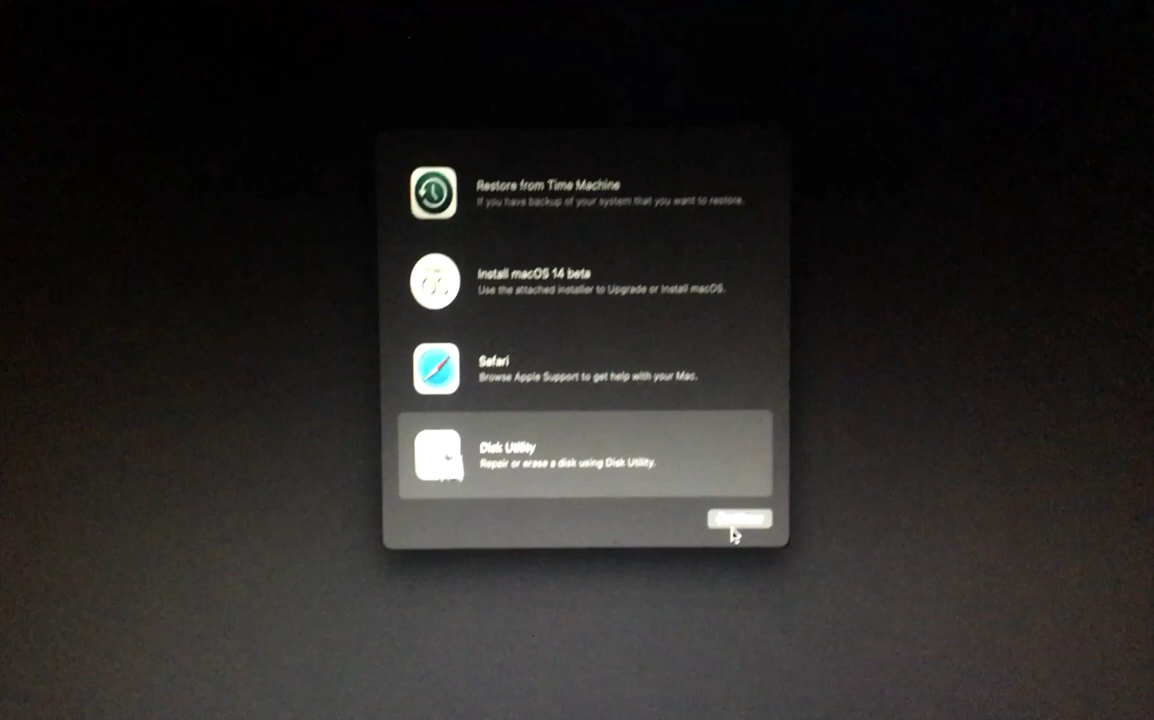 Restore from Time Machine
If you have backup of your system that you want to restore.
Install macOS 14 beta
Use the attached installer to Upgrade or Install macOS.
Safari
Browse Apple Support to get help with your Mac.
Disk Utility
Repair or erase a disk using Disk Utility.